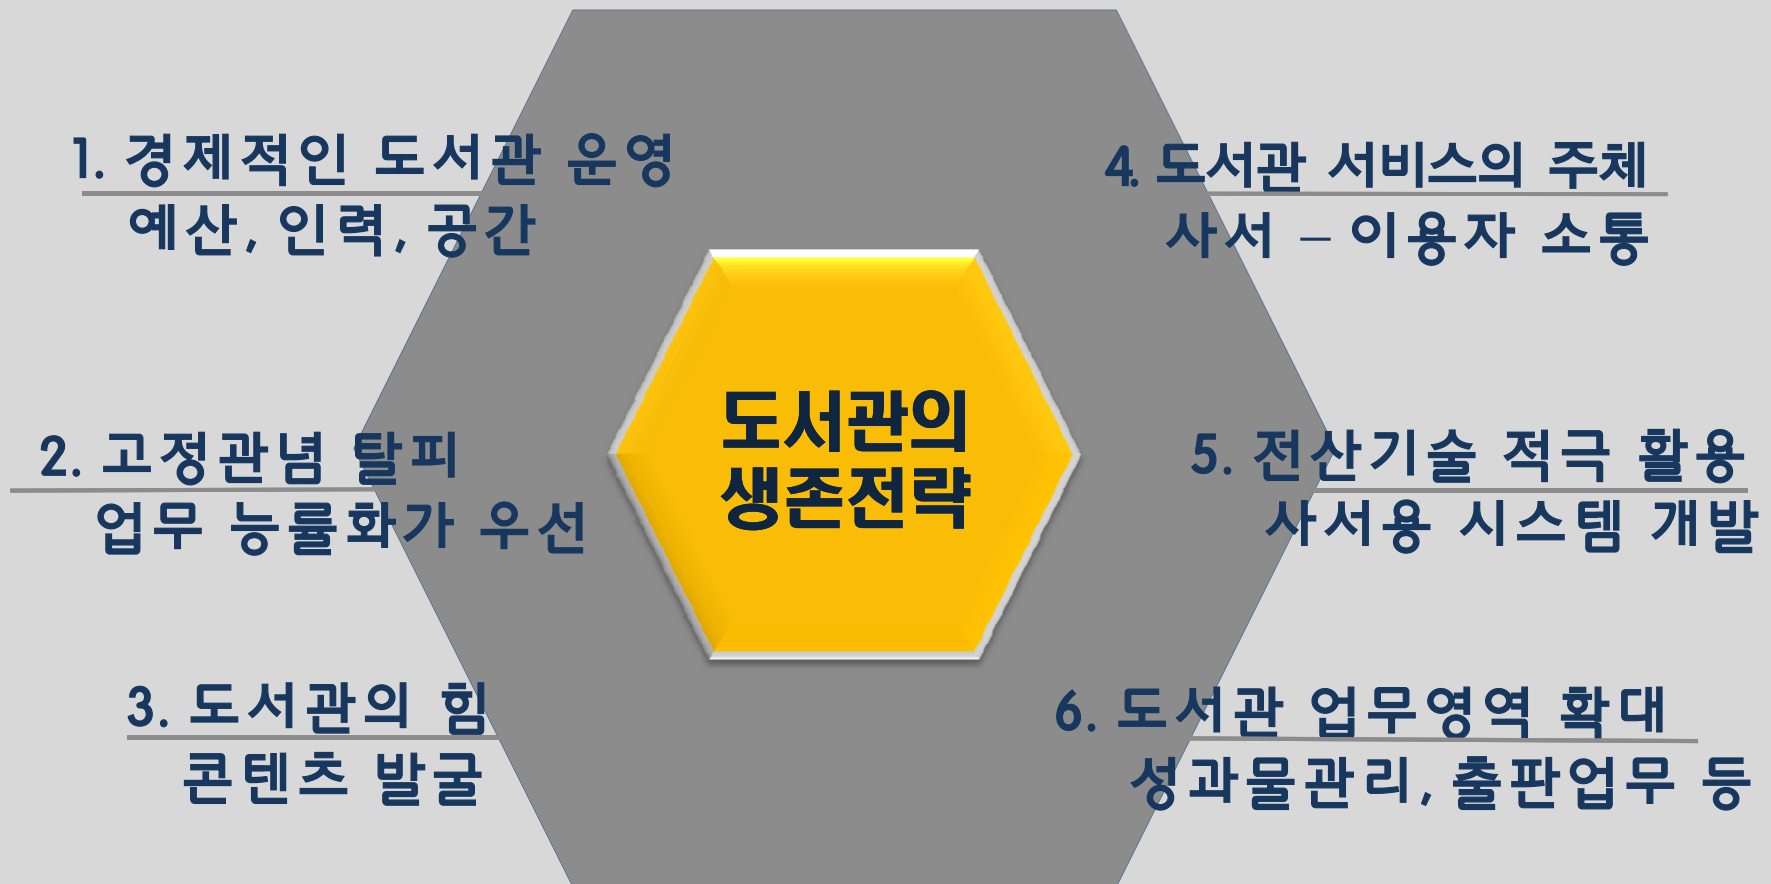 1. 경제적인 도서관 운영
예산, 인력, 공간
2. 고정관념 탈피
업무 능률화가 우선
3. 도서관의 힘
콘텐츠 발굴
도서관의
생존전략
4. 도서관 서비스의 주체
사서 – 이용자 소통
5. 전산기술 적극 활용
사서용 시스템 개발
6. 도서관 업무영역 확대
성과물관리, 출판업무 등